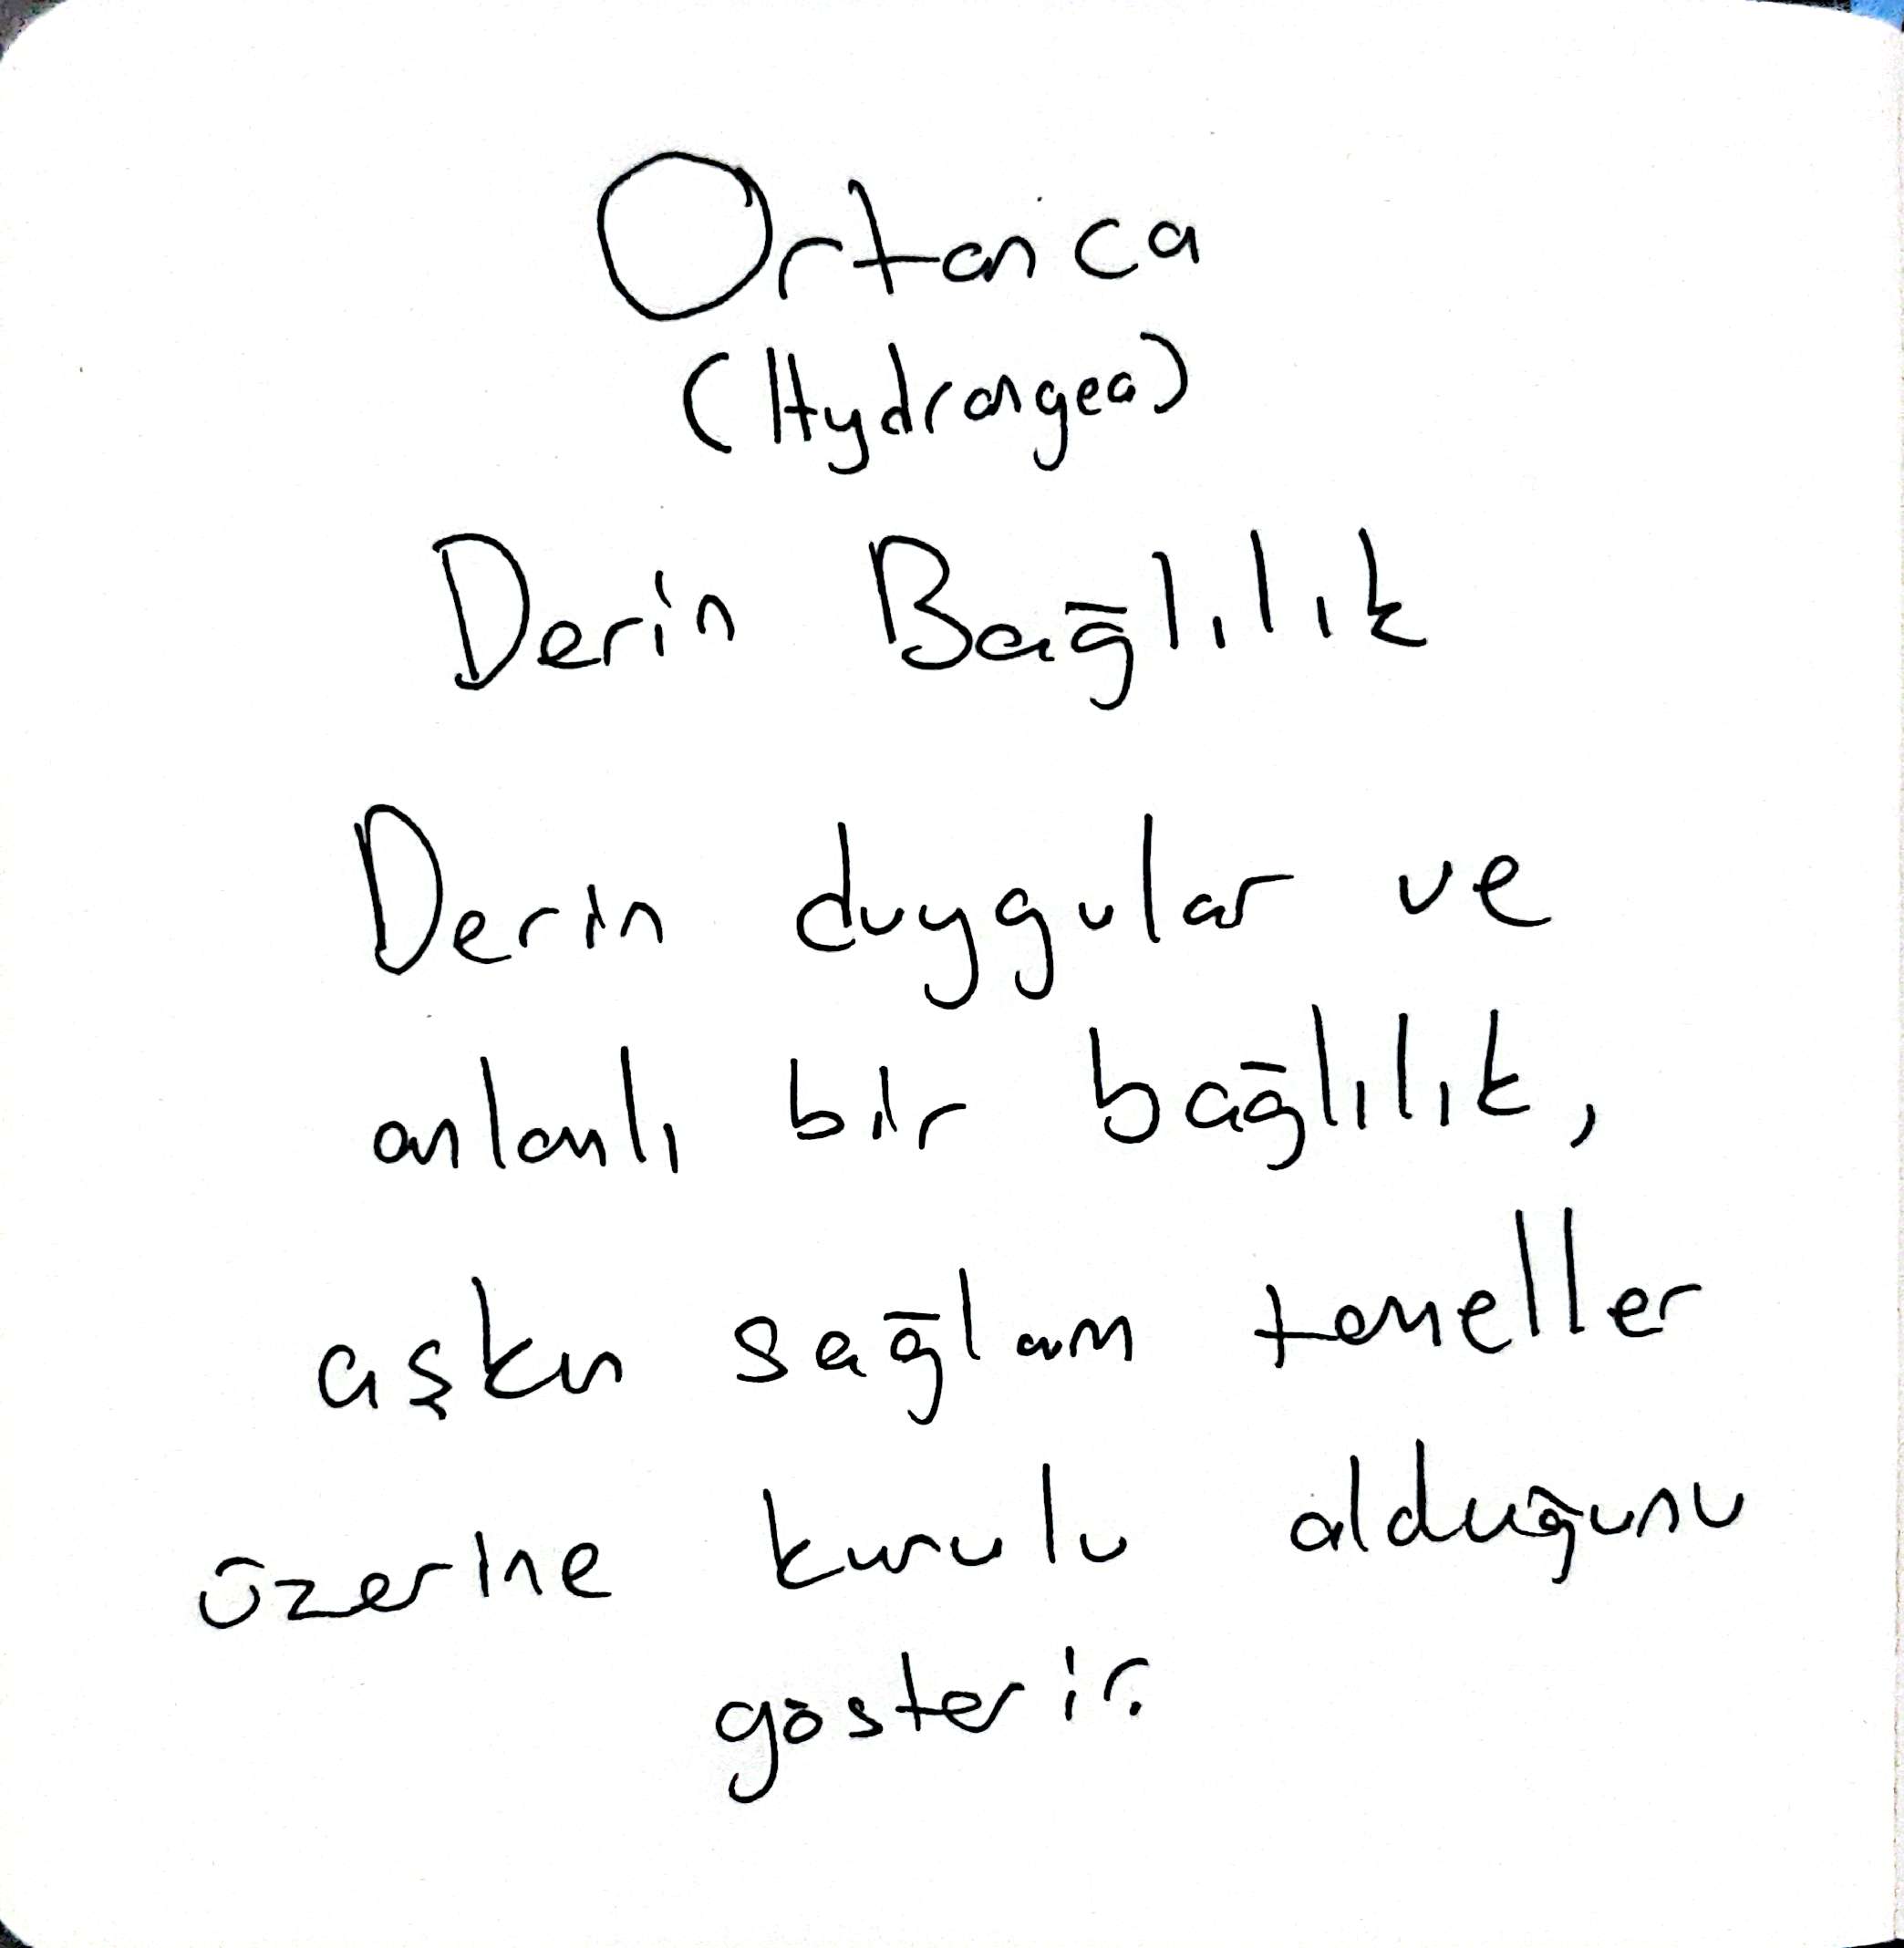 Ortanca
(Hydrangea)
Derin Bağlılık
Derin duygular ve
anlamlı bir bağlılık,
aşkın sağlam temeller
üzerine kurulu olduğunu
gösterir.